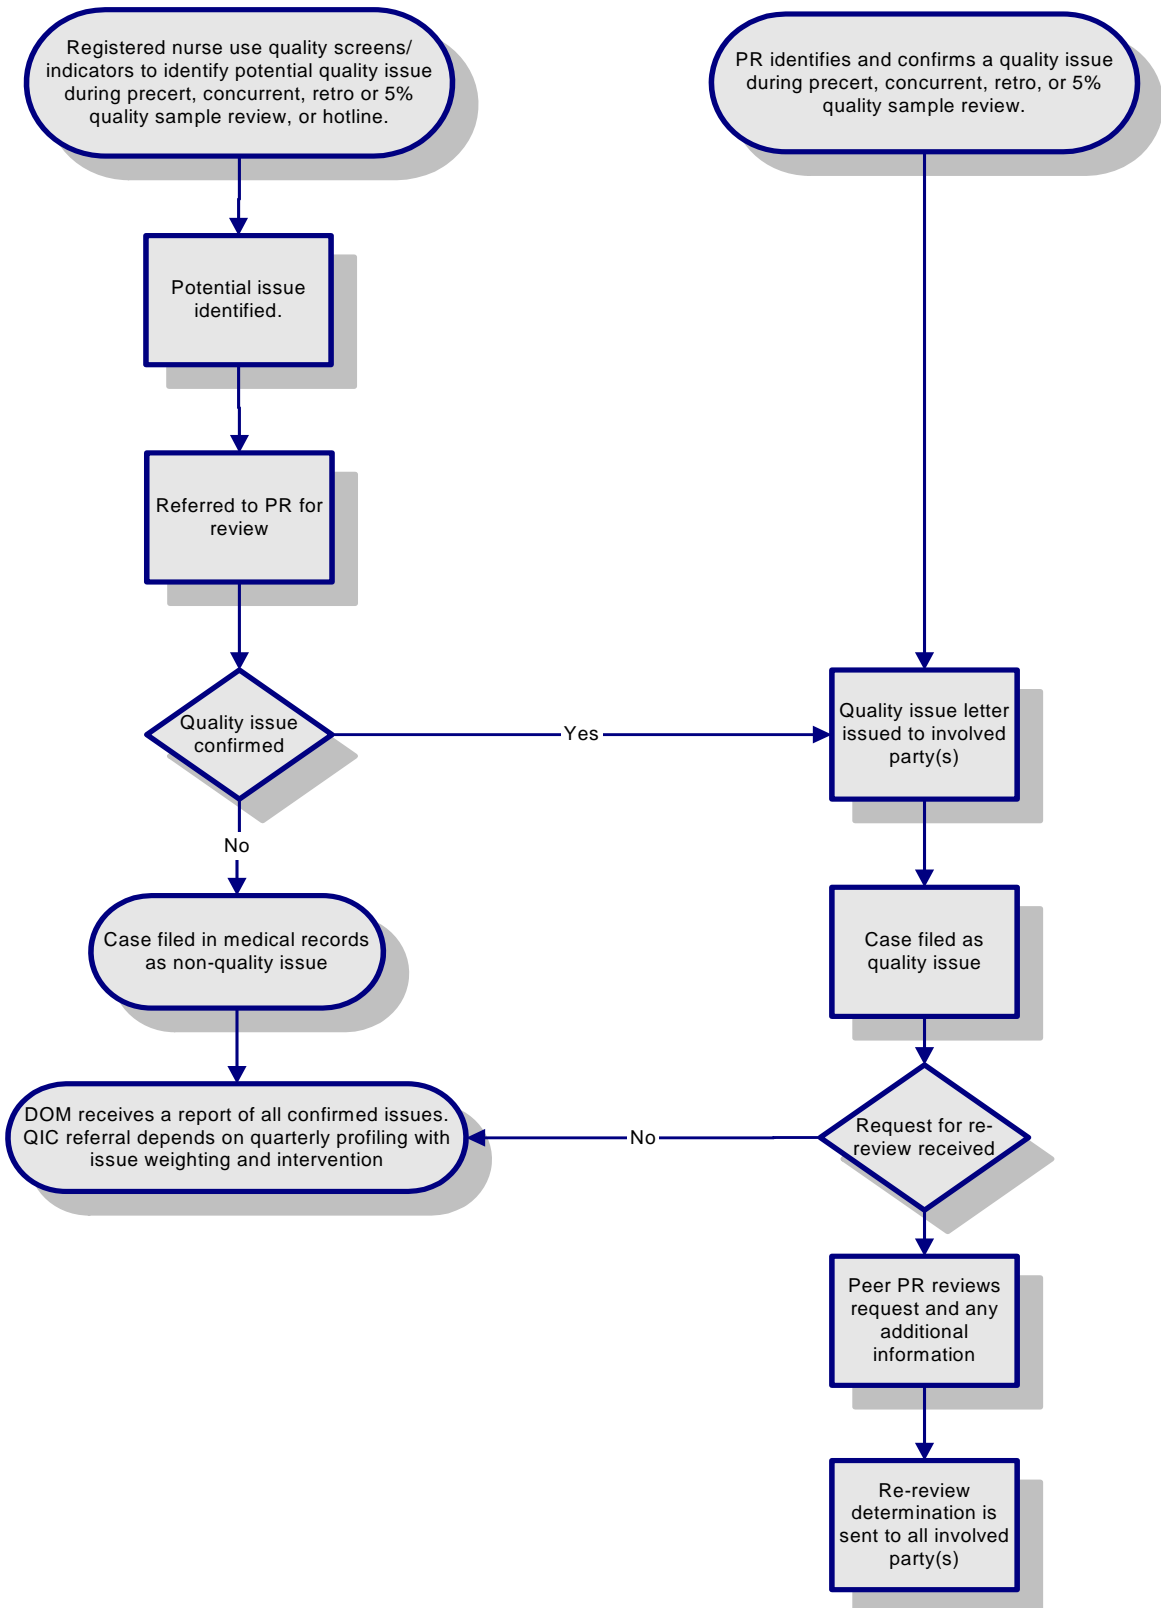 Registered nurse use quality screens/
indicators to identify potential quality issue
during precert, concurrent, retro or 5%
quality sample review, or hotline.
PR identifies and confirms a quality issue
during precert, concurrent, retro, or 5%
quality sample review.
Potential issue
identified.
Referred to PR for
review
Quality issue
confirmed
Yes
Quality issue letter
issued to involved
party(s)
No
Case filed in medical records
as non-quality issue
Case filed as
quality issue
DOM receives a report of all confirmed issues.
QIC referral depends on quarterly profiling with
issue weighting and intervention
No
Request for re-
review received
Peer PR reviews
request and any
additional
information
Re-review
determination is
sent to all involved
party(s)